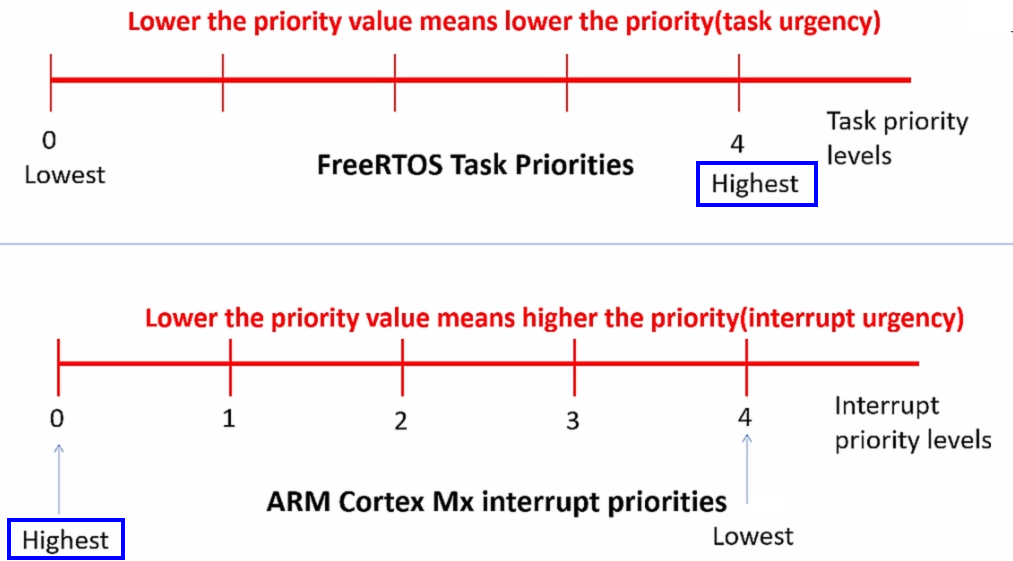 Lower the priority value means lower the priority(task urgency)
0
4
Task priority
levels
Lowest
FreeRTOS Task Priorities
Highest
Lower the priority value means higher the priority(interrupt urgency)
0
1
2
3
4
Interrupt
priority levels
ARM Cortex Mx interrupt priorities
Highest
Lowest